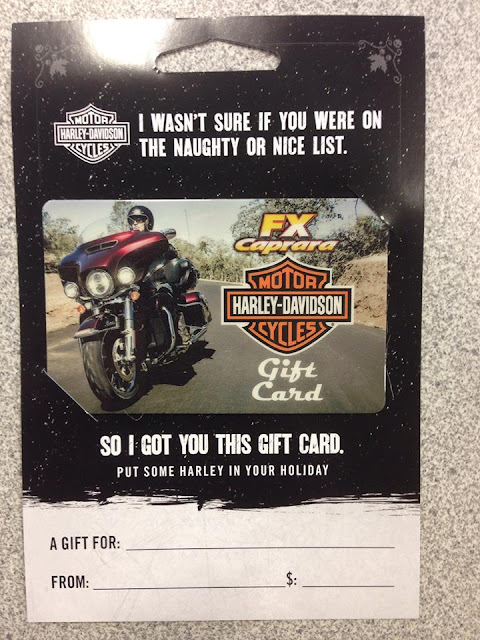 MOTOR
HARLEY-DAVIDSON
CYCLES
I WASN'T SURE IF YOU WERE ON
THE NAUGHTY OR NICE LIST.
FX
Caprara
MOTOR
HARLEY-DAVIDSON
CYCLES
Gift
Card
SO I GOT YOU THIS GIFT CARD.
PUT SOME HARLEY IN YOUR HOLIDAY
A GIFT FOR:
FROM: $: